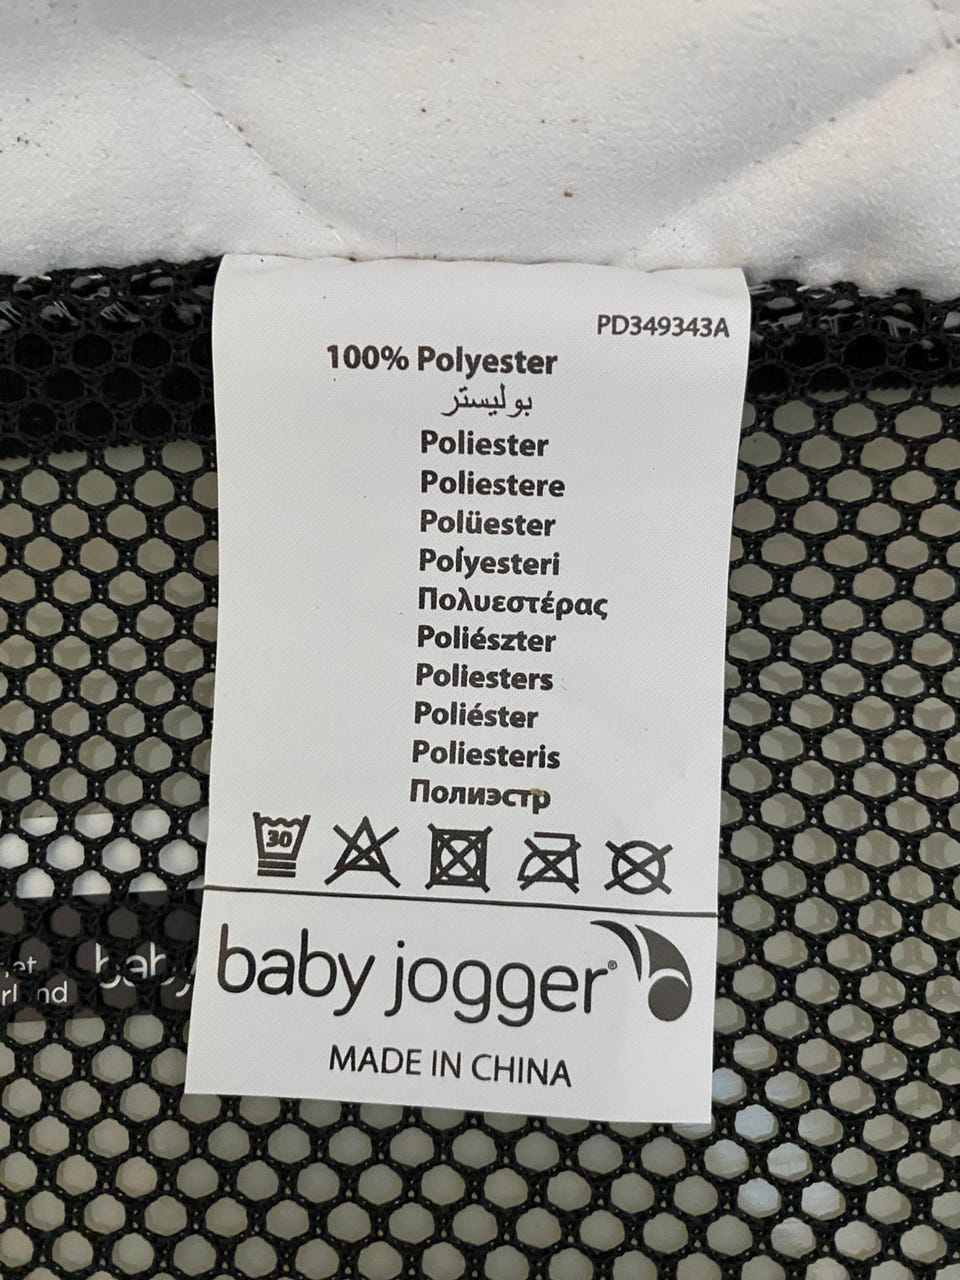 PD349343A
100% Polyester
بوليستر
Poliester
Poliestere
Polüester
Polyesteri
Πολυεστέρας
Poliészter
Poliesters
Poliéster
Poliesteris
Полиэстр
30
baby jogger®
MADE IN CHINA
baby